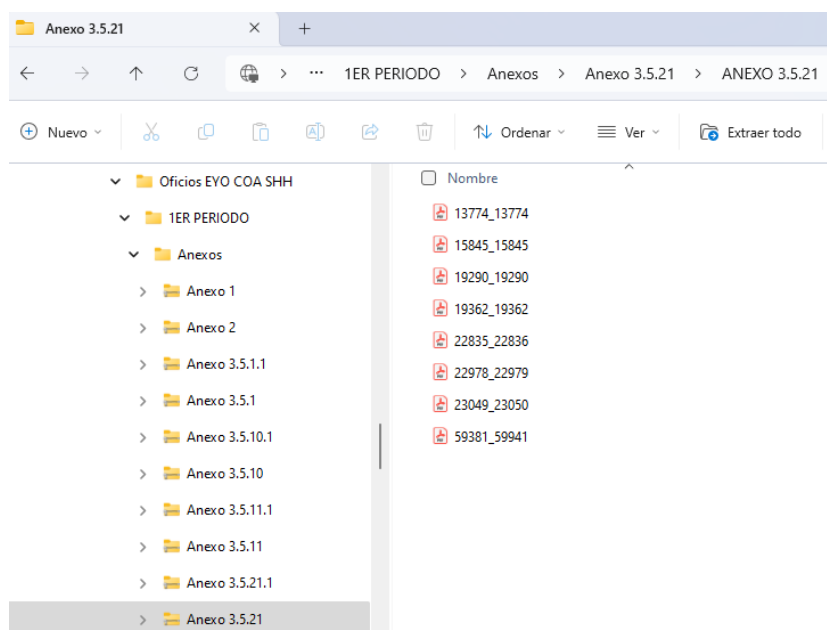 Anexo 3.5.21
1ER PERIODO > Anexos > Anexo 3.5.21 > ANEXO 3.5.21
Nuevo Ordenar Ver Extraer todo
Oficios EYO COA SHH
1ER PERIODO
Anexos
Anexo 1
Anexo 2
Anexo 3.5.1.1
Anexo 3.5.1
Anexo 3.5.10.1
Anexo 3.5.10
Anexo 3.5.11.1
Anexo 3.5.11
Anexo 3.5.21.1
Anexo 3.5.21
Nombre
13774_13774
15845_15845
19290_19290
19362_19362
22835_22836
22978_22979
23049_23050
59381_59941